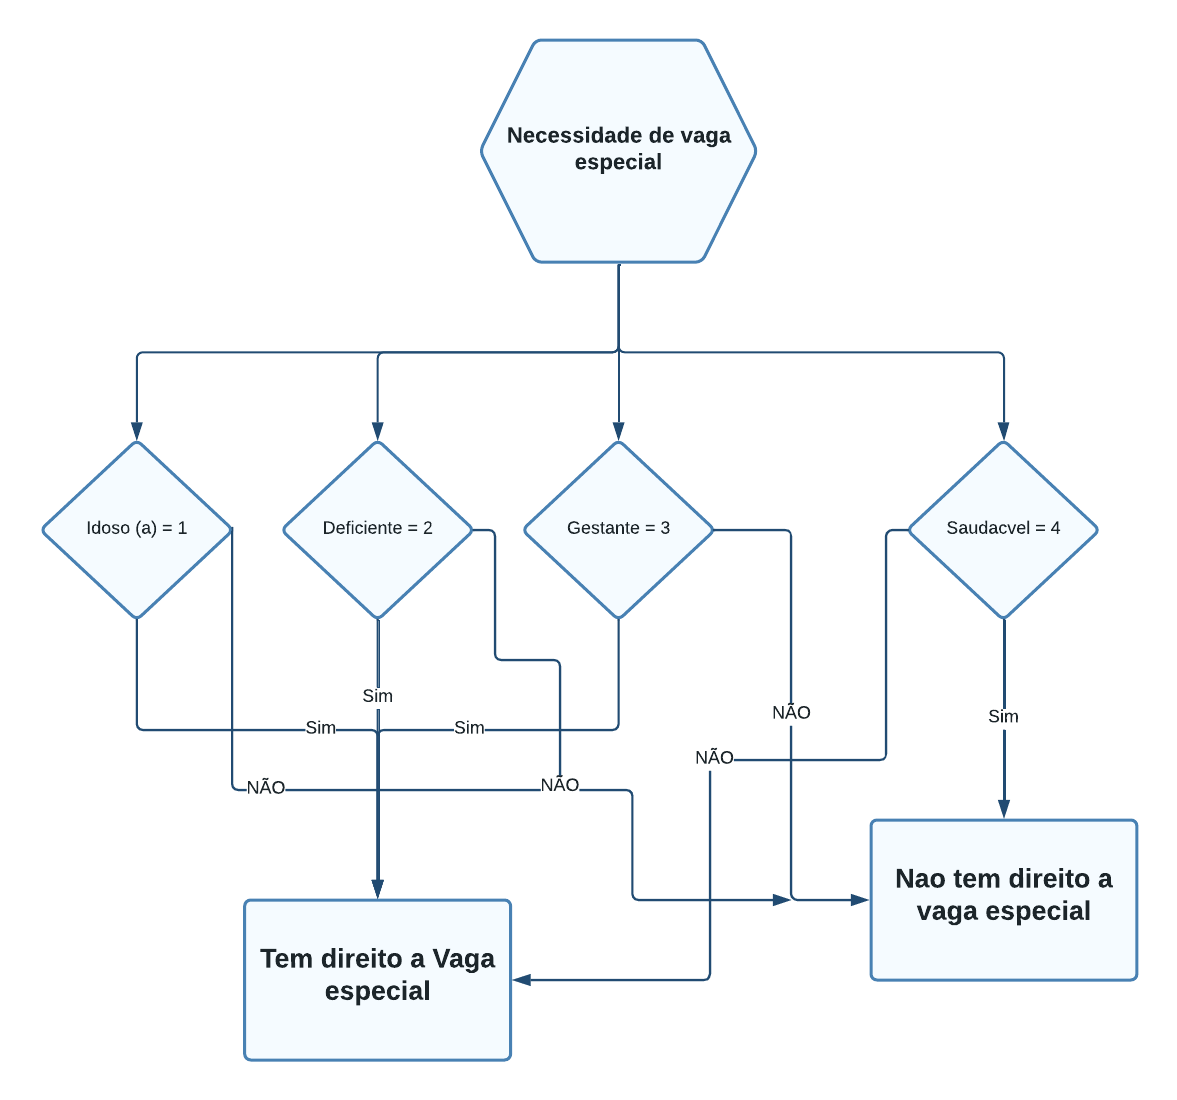 Necessidade de vaga
especial
Idoso (a) = 1
Deficiente = 2
Gestante = 3
Saudacvel = 4
Sim
Sim
Sim
NÃO
Sim
NÃO
NÃO
NÃO
Nao tem direito a
vaga especial
Tem direito a Vaga
especial